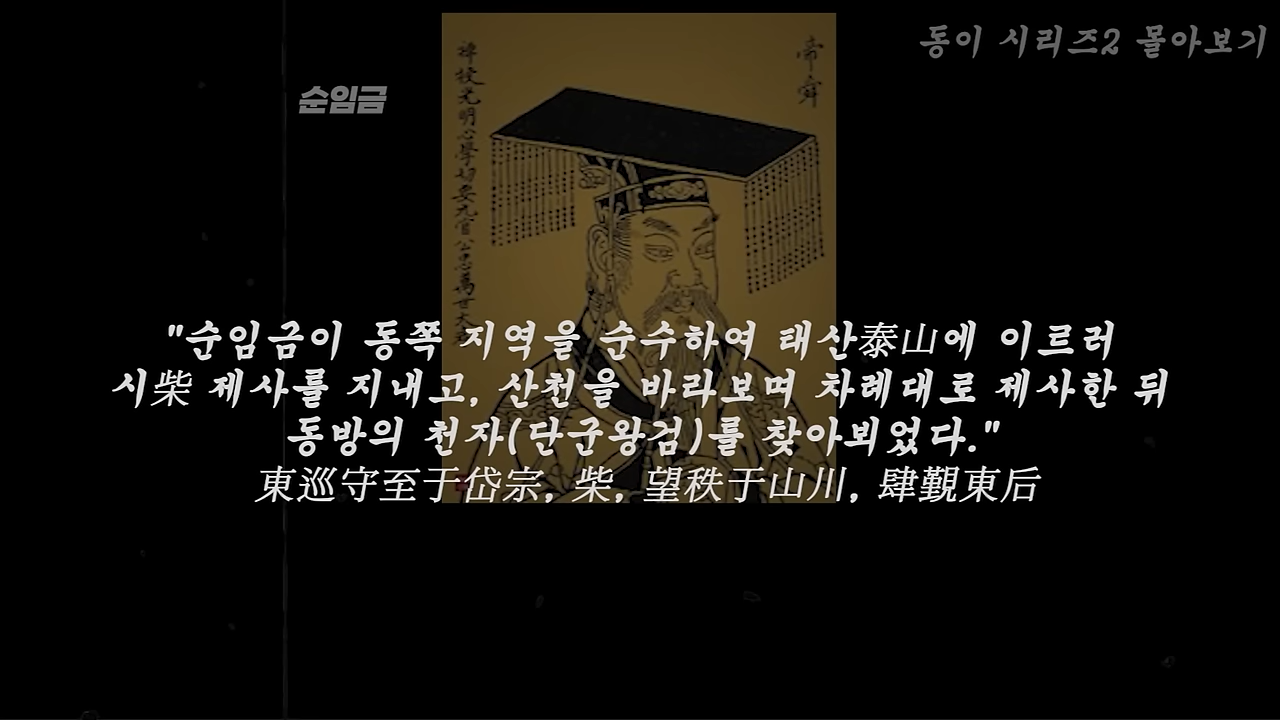 동이 시리즈2 몰아보기
순임금
帝舜
"순임금이 동쪽 지역을 순수하여 태산泰山에 이르러
시柴 제사를 지내고, 산천을 바라보며 차례대로 제사한 뒤
동방의 천자(단군왕검)를 찾아뵈었다."
東巡守至于岱宗, 柴, 望秩于山川, 肆覲東后